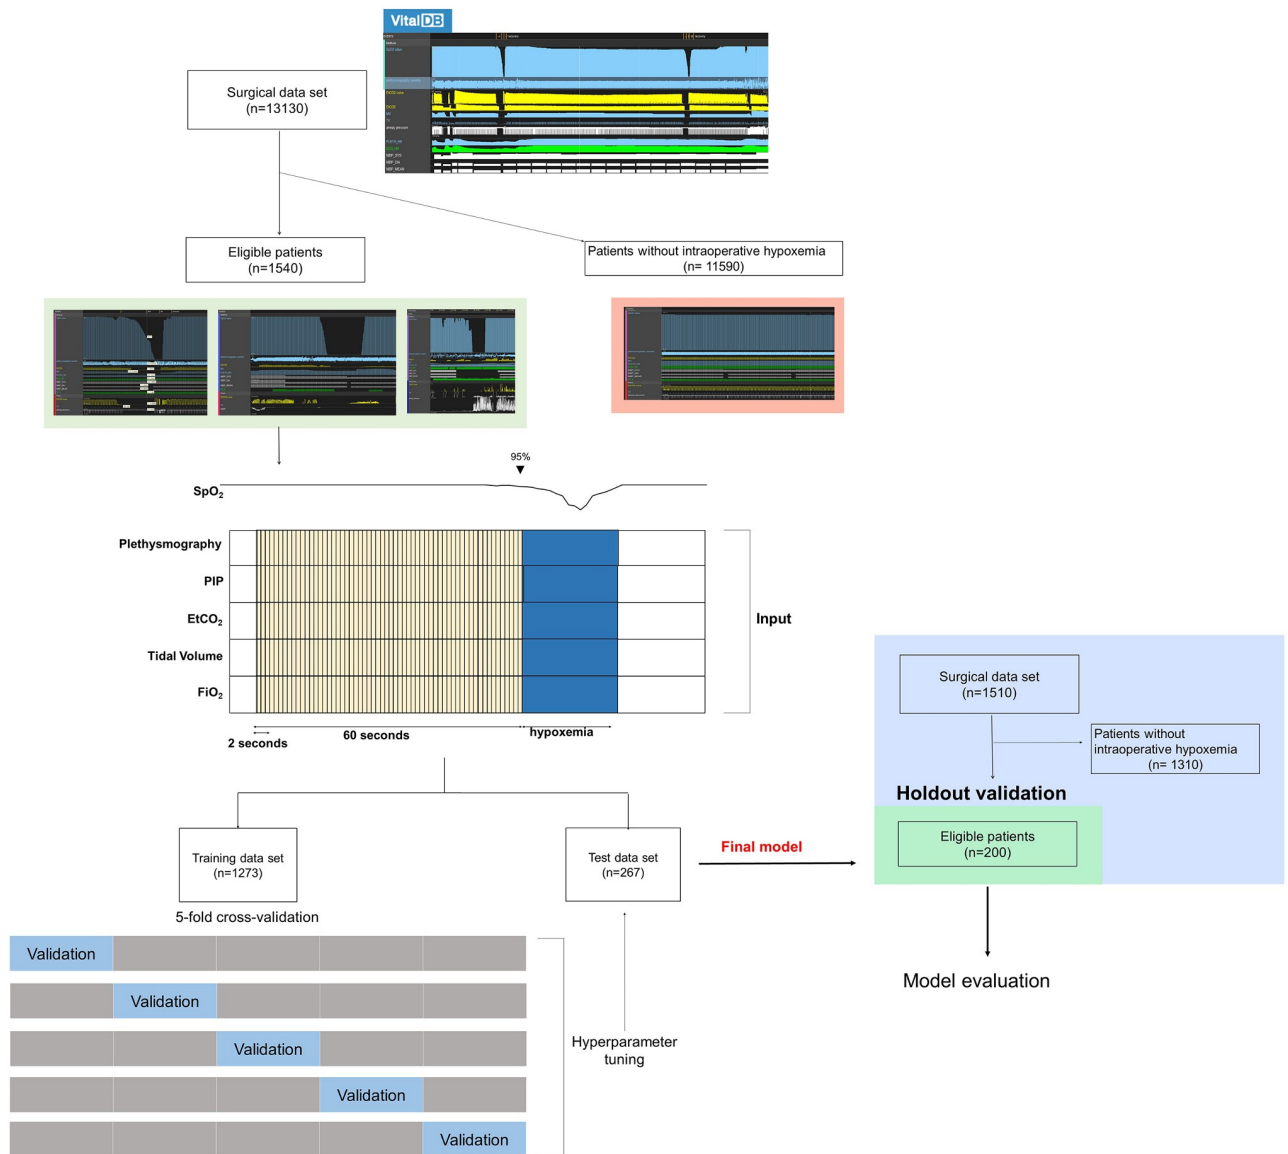 VitalDB
Surgical data set
(n=13130)
Eligible patients
(n=1540)
Patients without intraoperative hypoxemia
(n= 11590)
95%
SpO₂
Plethysmography
PIP
EtCO₂
Tidal Volume
FiO₂
Input
2 seconds
60 seconds
hypoxemia
Surgical data set
(n=1510)
Patients without
intraoperative hypoxemia
(n= 1310)
Holdout validation
Eligible patients
(n=200)
Training data set
(n=1273)
Test data set
(n=267)
Final model
5-fold cross-validation
Validation
Validation
Validation
Validation
Validation
Hyperparameter
tuning
Model evaluation